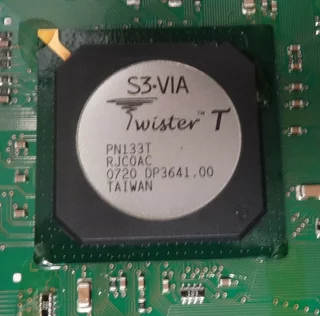 S3·VIA
Twister™ T
PN133T
RJC0AC
0720 DP3641.00
TAIWAN